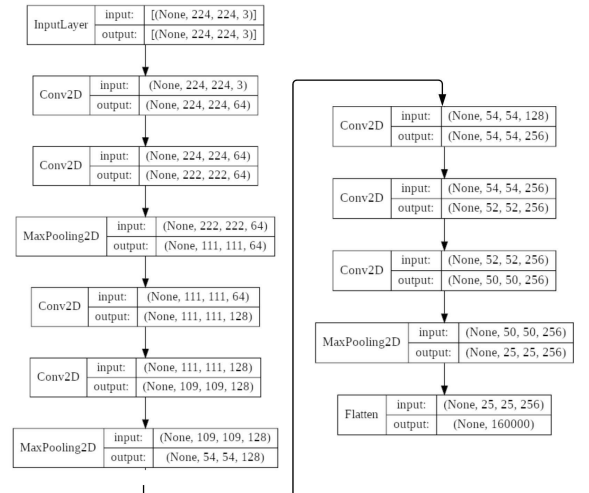 InputLayer input: [(None, 224, 224, 3)]
output: [(None, 224, 224, 3)]
Conv2D input: (None, 224, 224, 3)
output: (None, 224, 224, 64)
Conv2D input: (None, 224, 224, 64)
output: (None, 222, 222, 64)
MaxPooling2D input: (None, 222, 222, 64)
output: (None, 111, 111, 64)
Conv2D input: (None, 111, 111, 64)
output: (None, 111, 111, 128)
Conv2D input: (None, 111, 111, 128)
output: (None, 109, 109, 128)
MaxPooling2D input: (None, 109, 109, 128)
output: (None, 54, 54, 128)
Conv2D input: (None, 54, 54, 128)
output: (None, 54, 54, 256)
Conv2D input: (None, 54, 54, 256)
output: (None, 52, 52, 256)
Conv2D input: (None, 52, 52, 256)
output: (None, 50, 50, 256)
MaxPooling2D input: (None, 50, 50, 256)
output: (None, 25, 25, 256)
Flatten input: (None, 25, 25, 256)
output: (None, 160000)